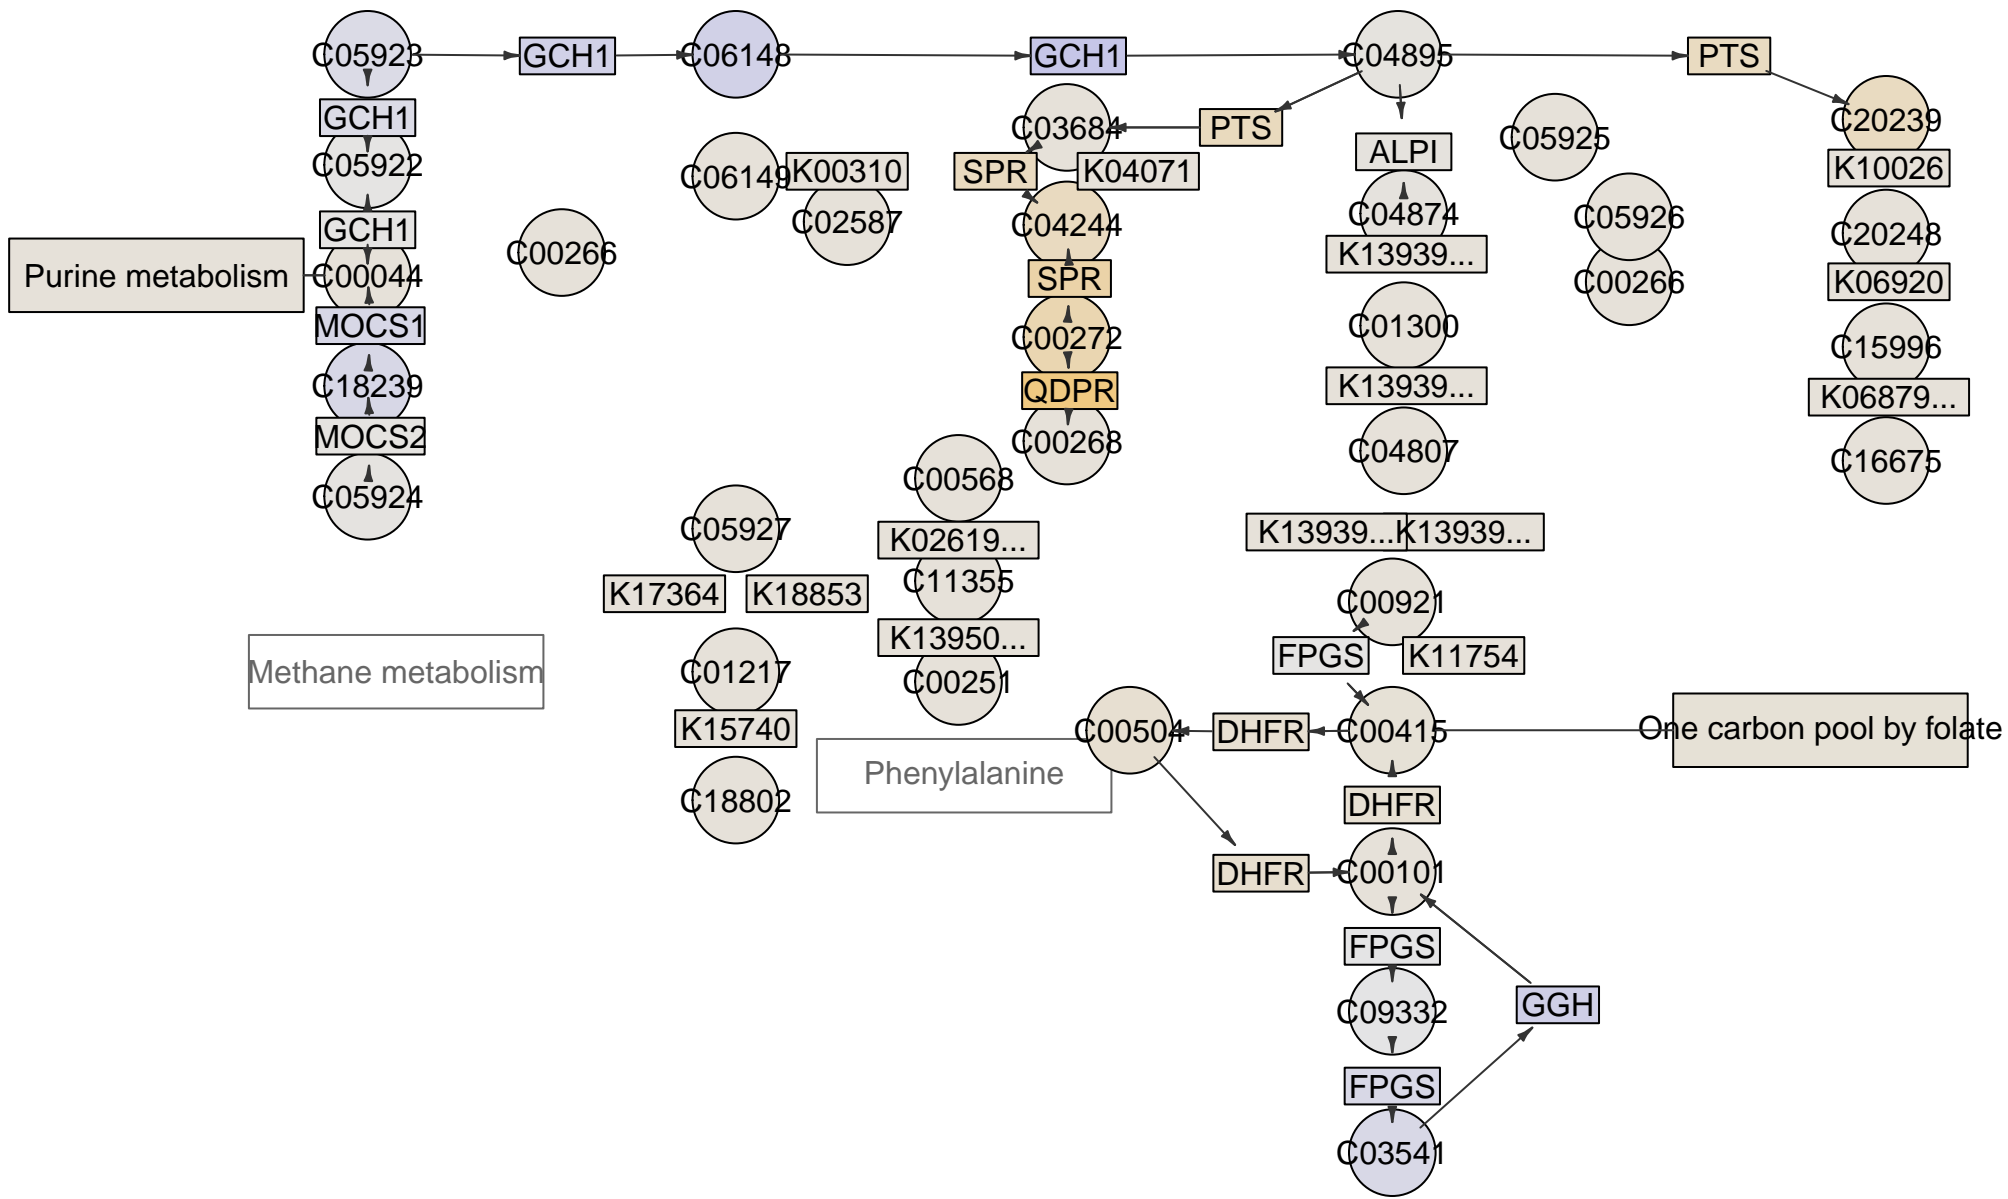 C05923
GCH1
C06148
GCH1
C04895
PTS
GCH1
C05922
GCH1
C00044
Purine metabolism
MOCS1
C18239
MOCS2
C05924
C00266
C06149
K00310
C02587
C03684
PTS
SPR
K04071
C04244
SPR
C00272
QDPR
C00268
ALPI
C04874
K13939...
C01300
K13939...
C04807
C05925
C05926
C00266
C20239
K10026
C20248
K06920
C15996
K06879...
C16675
C05927
K17364
K18853
C01217
K15740
C18802
Methane metabolism
C00568
K02619...
C11355
K13950...
C00251
Phenylalanine
K13939...
K13939...
C00921
FPGS
K11754
C00504
DHFR
C00415
One carbon pool by folate
DHFR
DHFR
C00101
FPGS
C09332
GGH
FPGS
C03541